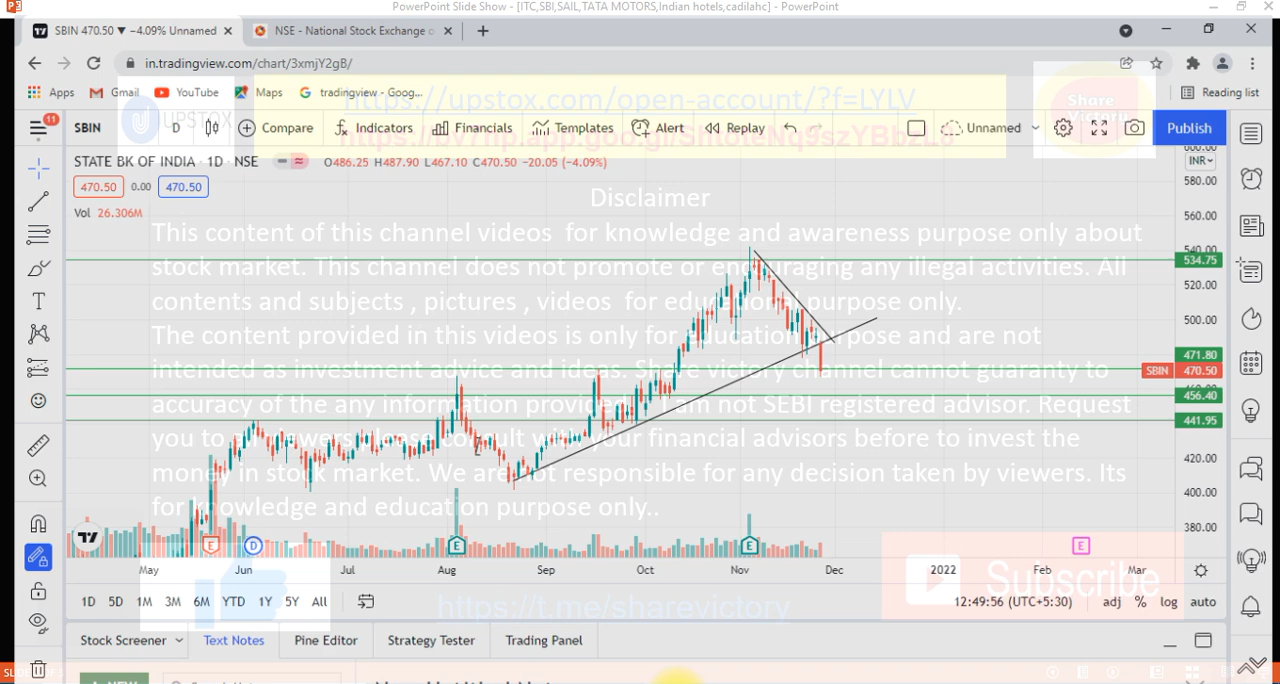 PowerPoint Slide Show - [ITC,SBI,SAIL,TATA MOTORS,Indian hotels,cadilahc] - PowerPoint
SBIN 470.50 ▼ −4.09% Unnamed
NSE - National Stock Exchange o
in.tradingview.com/chart/3xmjY2gB/
Apps Gmail YouTube Maps tradingview - Goog... Reading list
https://upstox.com/open-account/?f=LYLV
Share
Victory
11
SBIN UPSTOX D Compare Indicators Financials Templates Alert Replay Unnamed Publish
STATE BK OF INDIA · 1D · NSE O486.25 H487.90 L467.10 C470.50 −20.05 (−4.09%)
INR
470.50 0.00 470.50
Vol 26.306M
600.00
580.00
560.00
540.00
534.75
520.00
500.00
471.80
SBIN 470.50
456.40
441.95
420.00
400.00
380.00
Disclaimer
This content of this channel videos for knowledge and awareness purpose only about
stock market. This channel does not promote or encouraging any illegal activities. All
contents and subjects , pictures , videos for educational purpose only.
The content provided in this videos is only for education purpose and are not
intended as investment advice and ideas. Share victory channel cannot guaranty to
accuracy of the any information provided. I am not SEBI registered advisor. Request
you to all viewers please consult with your financial advisors before to invest the
money in stock market. We are not responsible for any decision taken by viewers. Its
for knowledge and education purpose only..
E D E E E
May Jun Jul Aug Sep Oct Nov Dec 2022 Feb Mar
Subscribe
1D 5D 1M 3M 6M YTD 1Y 5Y All 12:49:56 (UTC+5:30) adj % log auto
https://t.me/sharevictory
Stock Screener Text Notes Pine Editor Strategy Tester Trading Panel